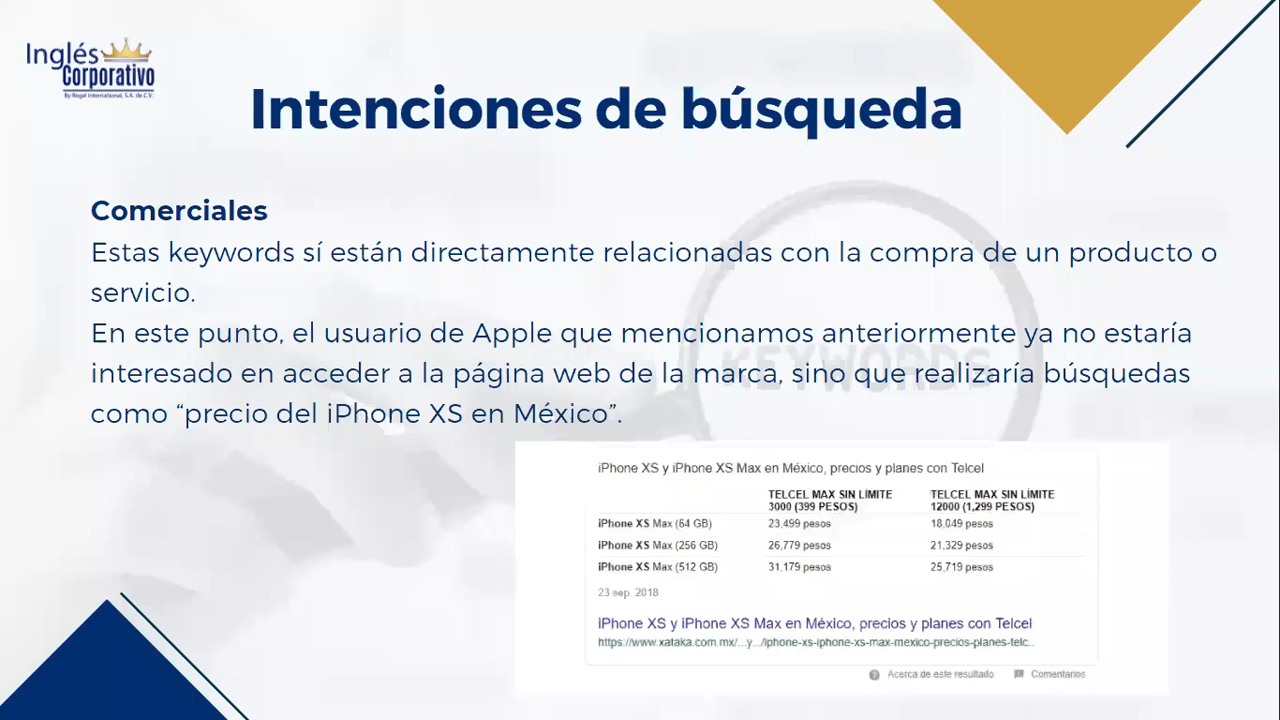 Inglés
Corporativo
By Regal International, S.A. de C.V.
Intenciones de búsqueda
Comerciales
Estas keywords sí están directamente relacionadas con la compra de un producto o
servicio.
En este punto, el usuario de Apple que mencionamos anteriormente ya no estaría
interesado en acceder a la página web de la marca, sino que realizaría búsquedas
como “precio del iPhone XS en México”.
KEYWORDS
iPhone XS y iPhone XS Max en México, precios y planes con Telcel
TELCEL MAX SIN LÍMITE TELCEL MAX SIN LÍMITE
3000 (399 PESOS) 12000 (1,299 PESOS)
iPhone XS Max (64 GB) 23,499 pesos 18,049 pesos
iPhone XS Max (256 GB) 26,779 pesos 21,329 pesos
iPhone XS Max (512 GB) 31,179 pesos 25,719 pesos
23 sep. 2018
iPhone XS y iPhone XS Max en México, precios y planes con Telcel
https://www.xataka.com.mx/...y.../iphone-xs-iphone-xs-max-mexico-precios-planes-telc...
Acerca de este resultado Comentarios